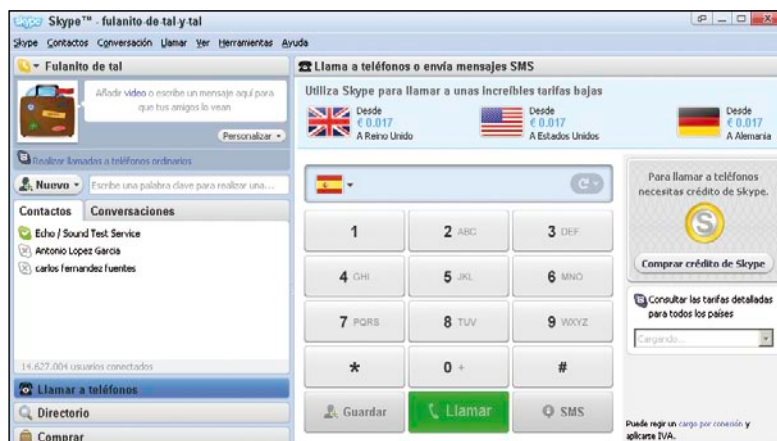 Skype™ - fulanito-de-tal-y-tal
Skype Contactos Conversación Llamar Ver Herramientas Ayuda
Fulanito de tal
Añadir video o escribe un mensaje aquí para
que tus amigos lo vean
Personalizar
Realizar llamadas a teléfonos ordinarios
Nuevo
Escribe una palabra clave para realizar una...
Contactos Conversaciones
Echo / Sound Test Service
Antonio Lopez Garcia
carlos fernandez fuentes
14.627.004 usuarios conectados
Llamar a teléfonos
Directorio
Comprar
Llama a teléfonos o envía mensajes SMS
Utiliza Skype para llamar a unas increíbles tarifas bajas
Desde
€ 0.017
A Reino Unido
Desde
€ 0.017
A Estados Unidos
Desde
€ 0.017
A Alemania
1 2 ABC 3 DEF
4 GHI 5 JKL 6 MNO
7 PQRS 8 TUV 9 WXYZ
* 0 + #
Guardar Llamar SMS
Para llamar a teléfonos
necesitas crédito de Skype.
S
Comprar crédito de Skype
Consultar las tarifas detalladas
para todos los países
Cargando...
Puede regir un cargo por conexión y
aplicarse IVA.